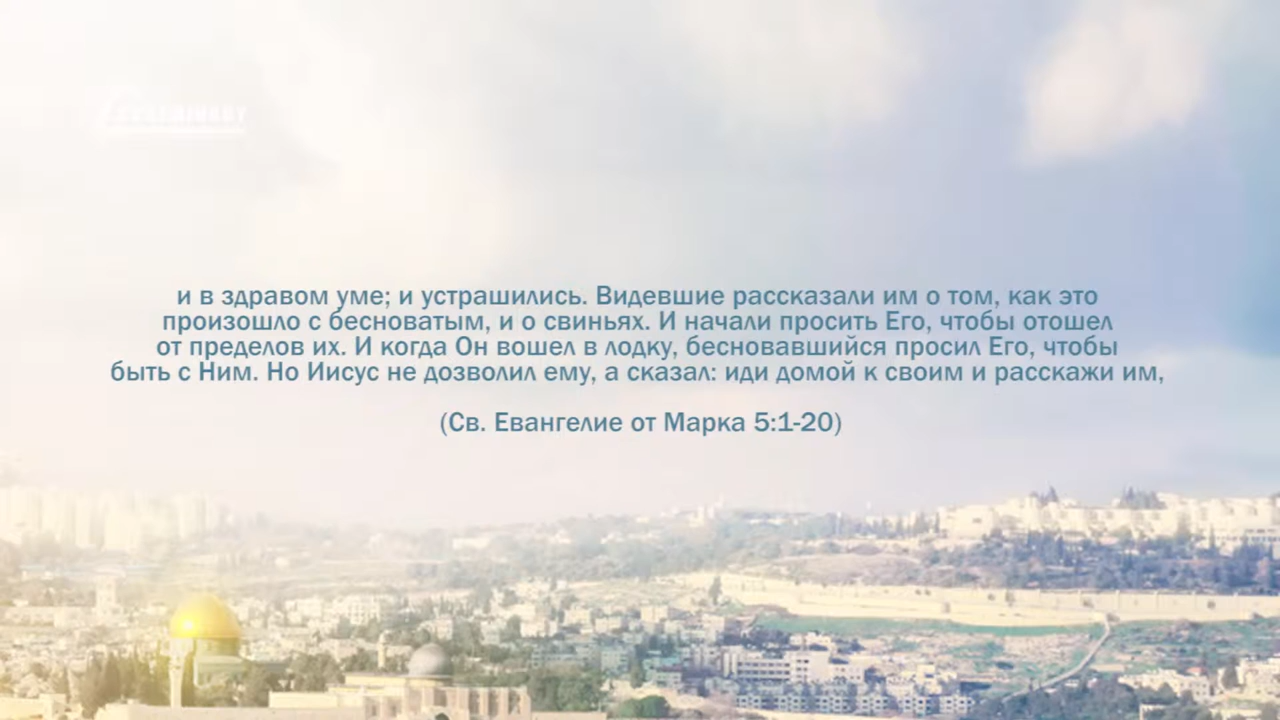 и в здравом уме; и устрашились. Видевшие рассказали им о том, как это
произошло с бесноватым, и о свиньях. И начали просить Его, чтобы отошел
от пределов их. И когда Он вошел в лодку, бесновавшийся просил Его, чтобы
быть с Ним. Но Иисус не дозволил ему, а сказал: иди домой к своим и расскажи им,
(Св. Евангелие от Марка 5:1-20)